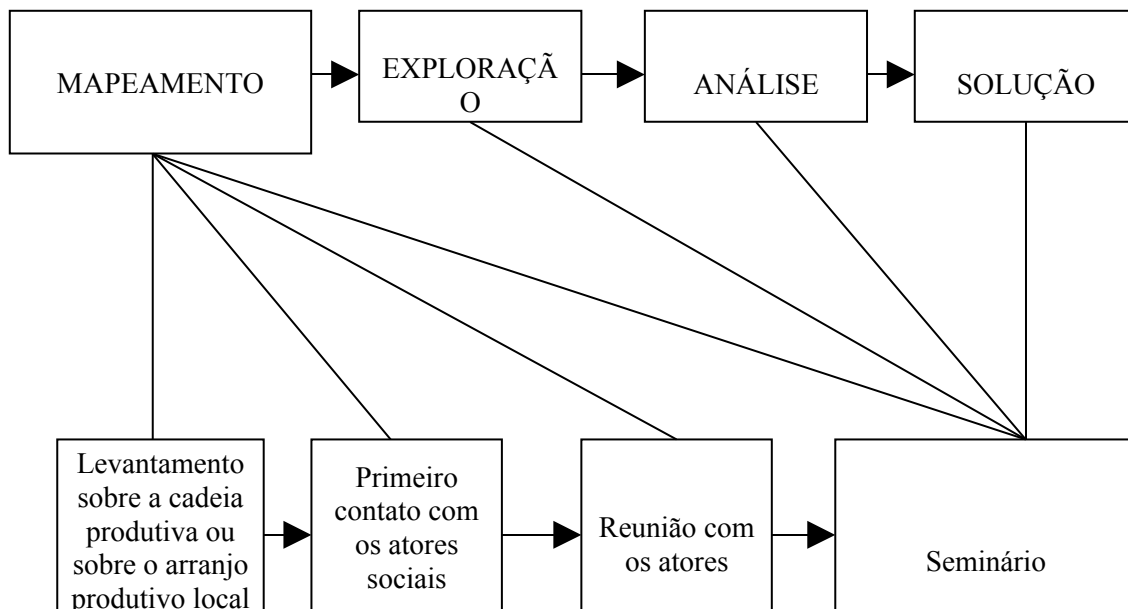 MAPEAMENTO
EXPLORAÇÃ
O
ANÁLISE
SOLUÇÃO
Levantamento
sobre a cadeia
produtiva ou
sobre o arranjo
produtivo local
Primeiro
contato com
os atores
sociais
Reunião com
os atores
Seminário